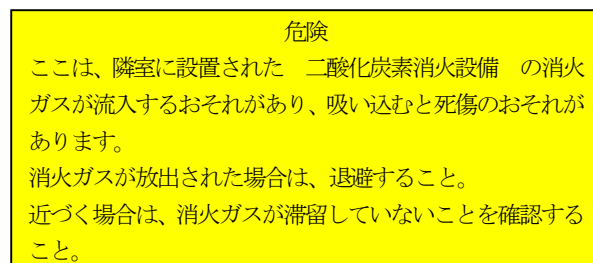 危険
ここは、隣室に設置された　二酸化炭素消火設備　の消火
ガスが流入するおそれがあり、吸い込むと死傷のおそれが
あります。
消火ガスが放出された場合は、退避すること。
近づく場合は、消火ガスが滞留していないことを確認する
こと。